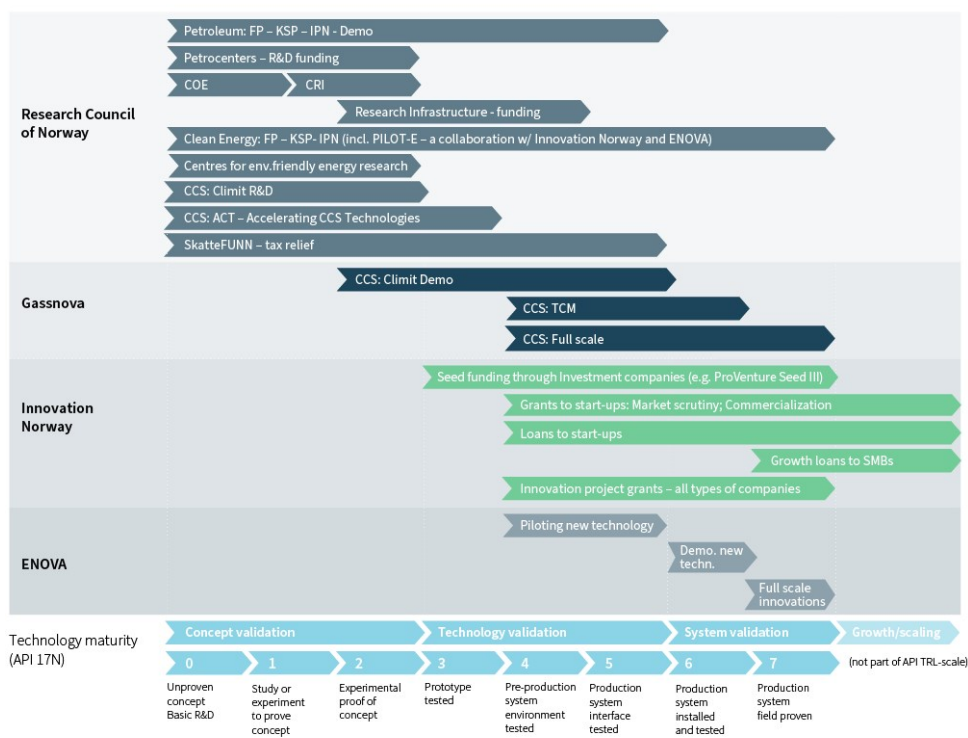 Research Council
of Norway
Petroleum: FP – KSP – IPN - Demo
Petrocenters – R&D funding
COE
CRI
Research Infrastructure - funding
Clean Energy: FP – KSP- IPN (incl. PILOT-E – a collaboration w/ Innovation Norway and ENOVA)
Centres for env.friendly energy research
CCS: Climit R&D
CCS: ACT – Accelerating CCS Technologies
SkatteFUNN – tax relief
Gassnova
CCS: Climit Demo
CCS: TCM
CCS: Full scale
Innovation
Norway
Seed funding through Investment companies (e.g. ProVenture Seed III)
Grants to start-ups: Market scrutiny; Commercialization
Loans to start-ups
Growth loans to SMBs
Innovation project grants – all types of companies
ENOVA
Piloting new technology
Demo. new
techn.
Full scale
innovations
Technology maturity
(API 17N)
Concept validation
Technology validation
System validation
Growth/scaling
0
1
2
3
4
5
6
7
(not part of API TRL-scale)
Unproven
concept
Basic R&D
Study or
experiment
to prove
concept
Experimental
proof of
concept
Prototype
tested
Pre-production
system
environment
tested
Production
system
interface
tested
Production
system
installed
and tested
Production
system
field proven